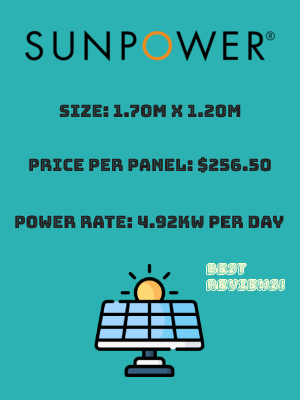 SUNPOWER®
SIZE: 1.70M X 1.20M
PRICE PER PANEL: $256.50
POWER RATE: 4.92KW PER DAY
BEST
REVIEWS!